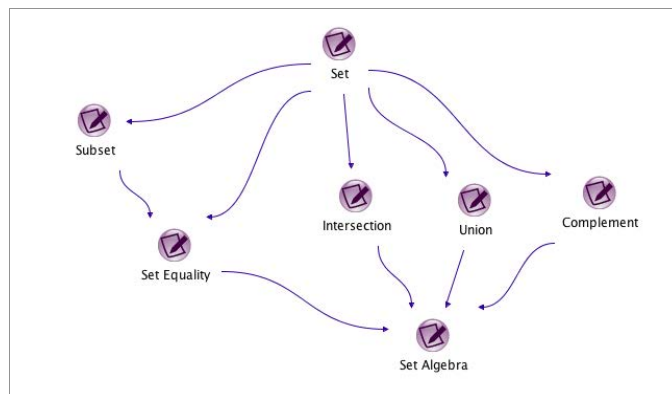 Set
Subset
Intersection
Union
Complement
Set Equality
Set Algebra